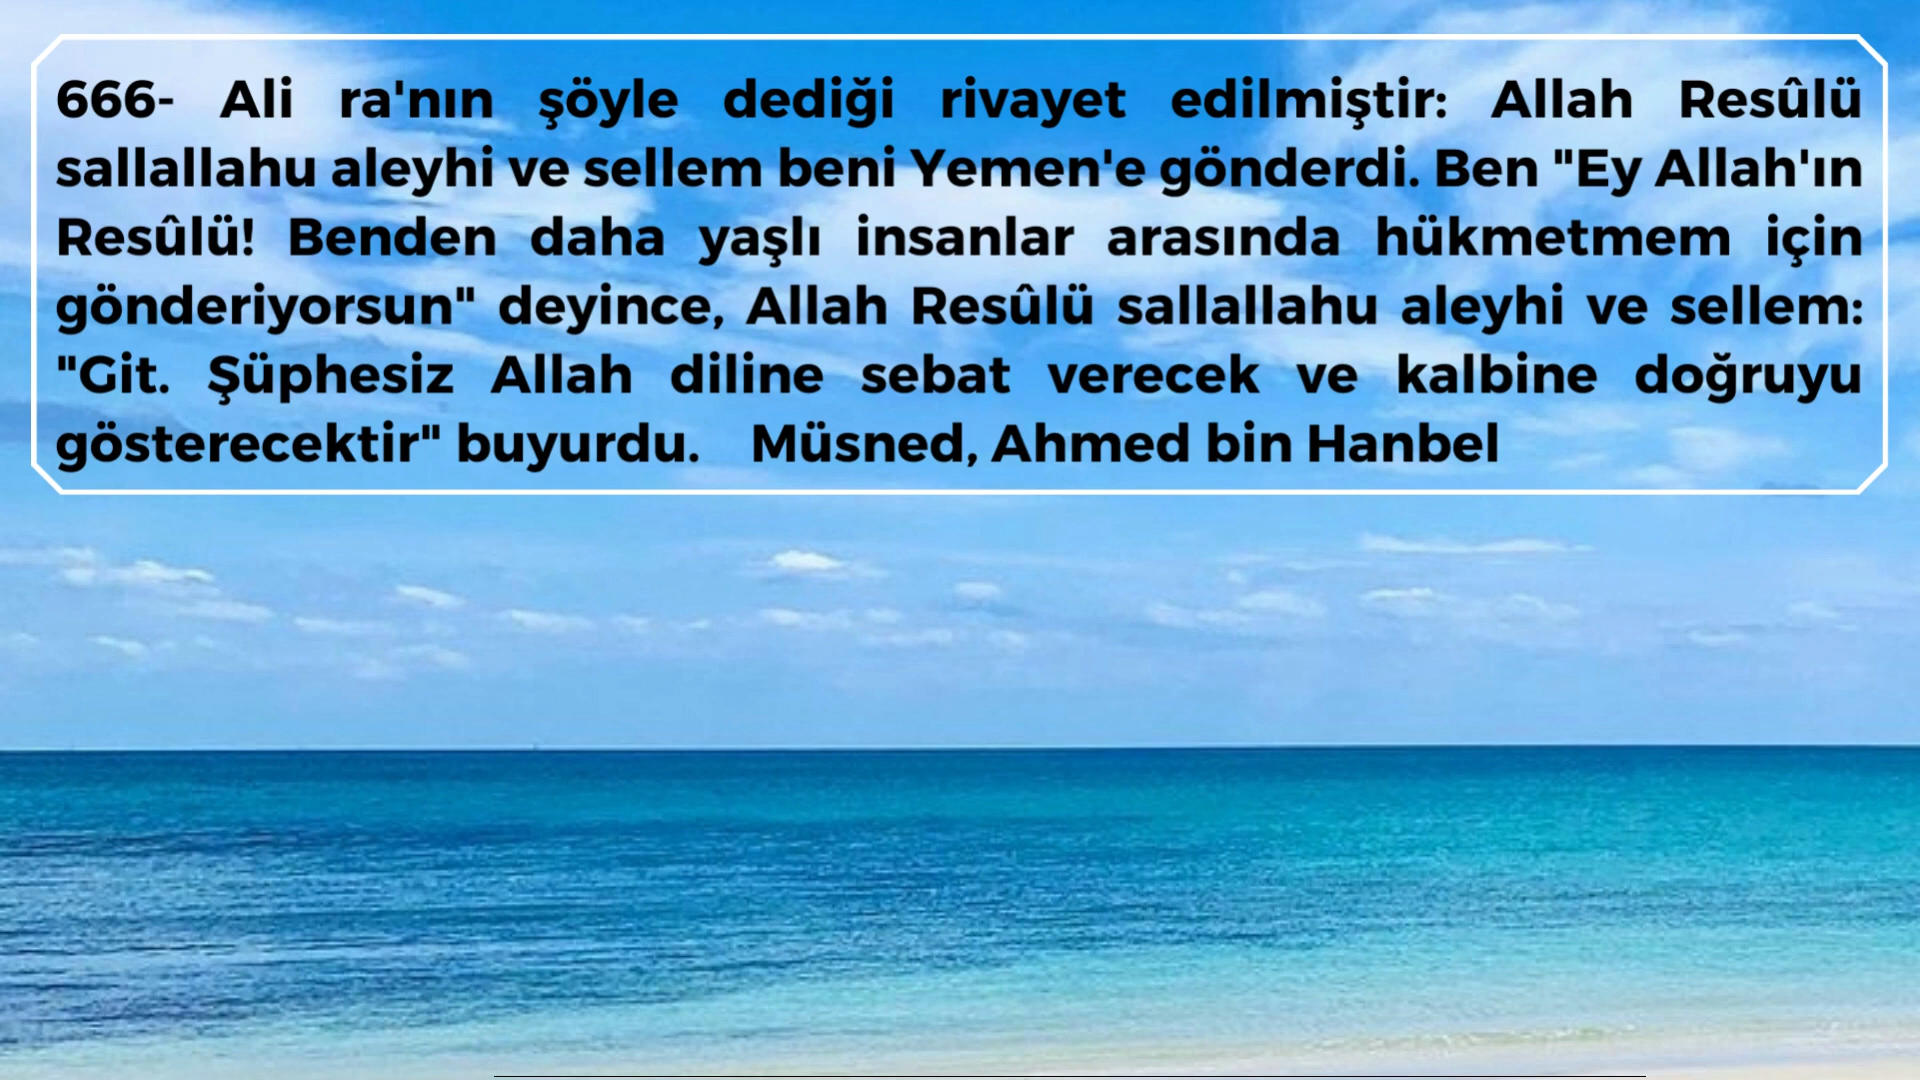 666- Ali ra'nın şöyle dediği rivayet edilmiştir: Allah Resûlü
sallallahu aleyhi ve sellem beni Yemen'e gönderdi. Ben "Ey Allah'ın
Resûlü! Benden daha yaşlı insanlar arasında hükmetmem için
gönderiyorsun" deyince, Allah Resûlü sallallahu aleyhi ve sellem:
"Git. Şüphesiz Allah diline sebat verecek ve kalbine doğruyu
gösterecektir" buyurdu. Müsned, Ahmed bin Hanbel